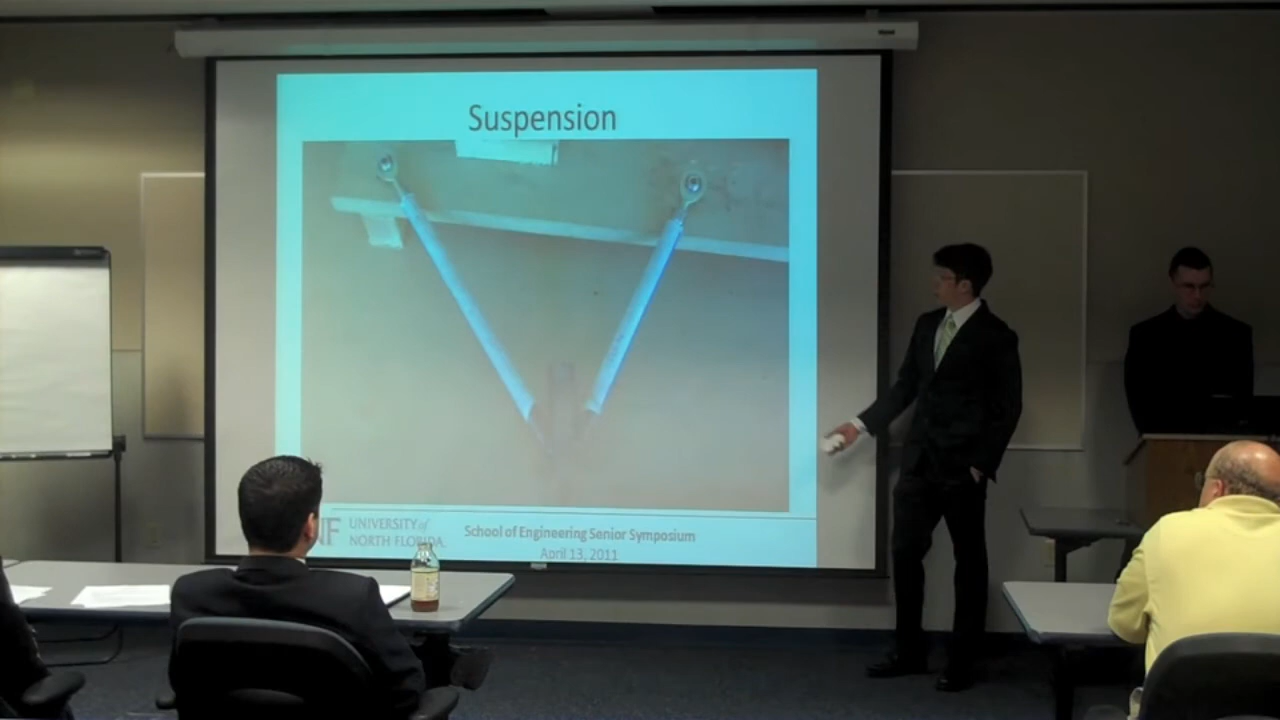 Suspension
UNIVERSITY of
NORTH FLORIDA
School of Engineering Senior Symposium
April 13, 2011